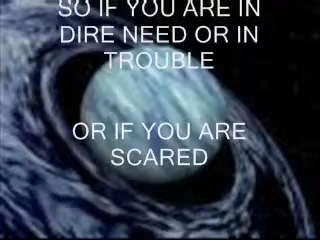 SO IF YOU ARE IN
DIRE NEED OR IN
TROUBLE
OR IF YOU ARE
SCARED